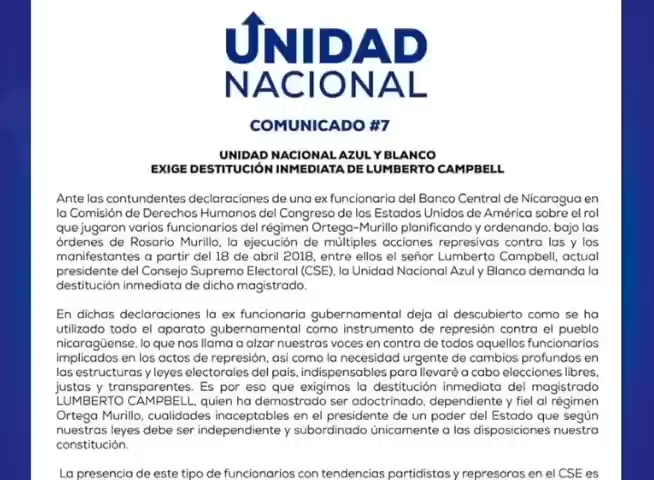 UNIDAD
NACIONAL
COMUNICADO #7
UNIDAD NACIONAL AZUL Y BLANCO
EXIGE DESTITUCIÓN INMEDIATA DE LUMBERTO CAMPBELL
Ante las contundentes declaraciones de una ex funcionaria del Banco Central de Nicaragua en
la Comisión de Derechos Humanos del Congreso de los Estados Unidos de América sobre el rol
que jugaron varios funcionarios del régimen Ortega-Murillo planificando y ordenando, bajo las
órdenes de Rosario Murillo, la ejecución de múltiples acciones represivas contra las y los
manifestantes a partir del 18 de abril 2018, entre ellos el señor Lumberto Campbell, actual
presidente del Consejo Supremo Electoral (CSE), la Unidad Nacional Azul y Blanco demanda la
destitución inmediata de dicho magistrado.
En dichas declaraciones la ex funcionaria gubernamental deja al descubierto como se ha
utilizado todo el aparato gubernamental como instrumento de represión contra el pueblo
nicaragüense, lo que nos llama a alzar nuestras voces en contra de todos aquellos funcionarios
implicados en los actos de represión, asi como la necesidad urgente de cambios profundos en
las estructuras y leyes electorales del país, indispensables para llevaré a cabo elecciones libres,
justas y transparentes. Es por eso que exigimos la destitución inmediata del magistrado
LUMBERTO CAMPBELL, quien ha demostrado ser adoctrinado, dependiente y fiel al régimen
Ortega Murillo, cualidades inaceptables en el presidente de un poder del Estado que según
nuestras leyes debe ser independiente y subordinado únicamente a las disposiciones nuestra
constitución.
La presencia de este tipo de funcionarios con tendencias partidistas y represoras en el CSE es